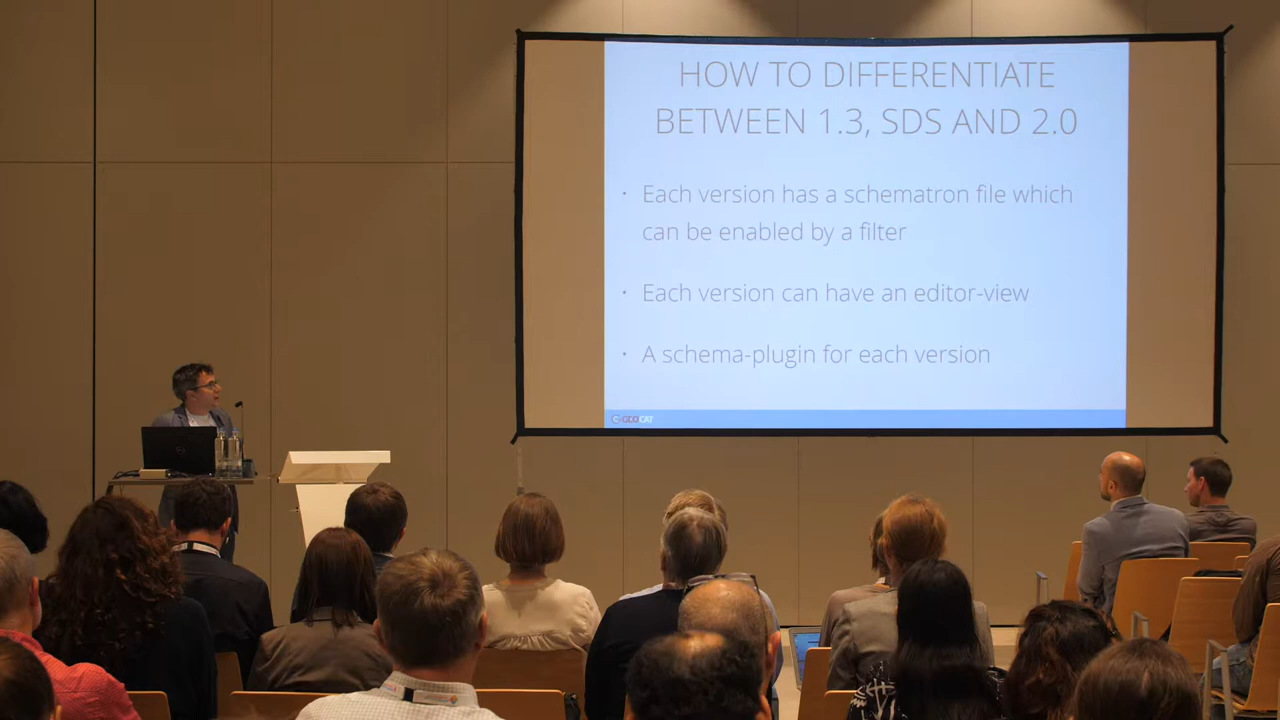 HOW TO DIFFERENTIATE
BETWEEN 1.3, SDS AND 2.0
• Each version has a schematron file which
can be enabled by a filter
• Each version can have an editor-view
• A schema-plugin for each version
GEOCAT